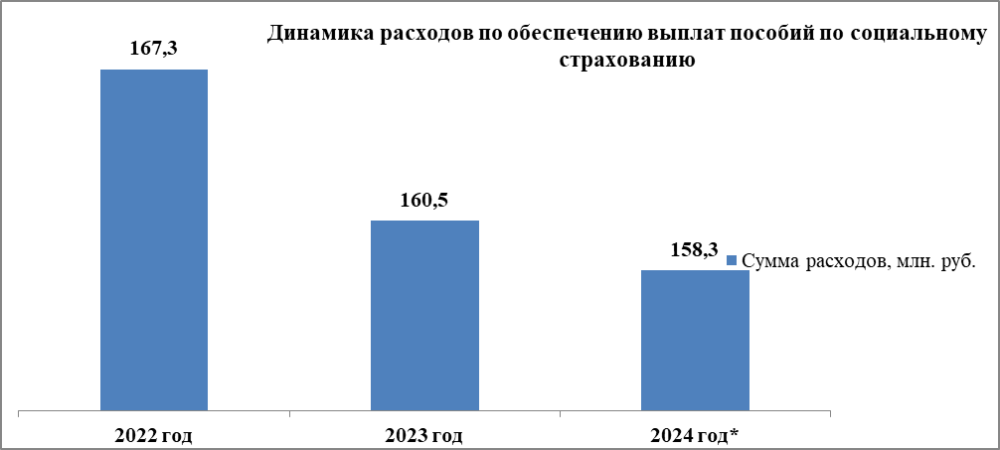 Динамика расходов по обеспечению выплат пособий по социальному
страхованию
167,3
160,5
158,3
Сумма расходов, млн. руб.
2022 год
2023 год
2024 год*